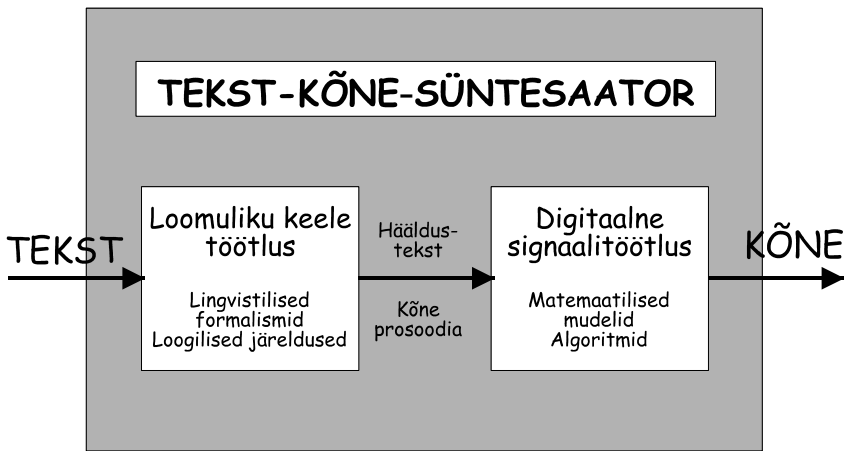 TEKST-KÕNE-SÜNTESAATOR
TEKST
Loomuliku keele
töötlus
Lingvistilised
formalismid
Loogilised järeldused
Hääldus-
tekst
Kõne
prosoodia
Digitaalne
signaalitöötlus
Matemaatilised
mudelid
Algoritmid
KÕNE